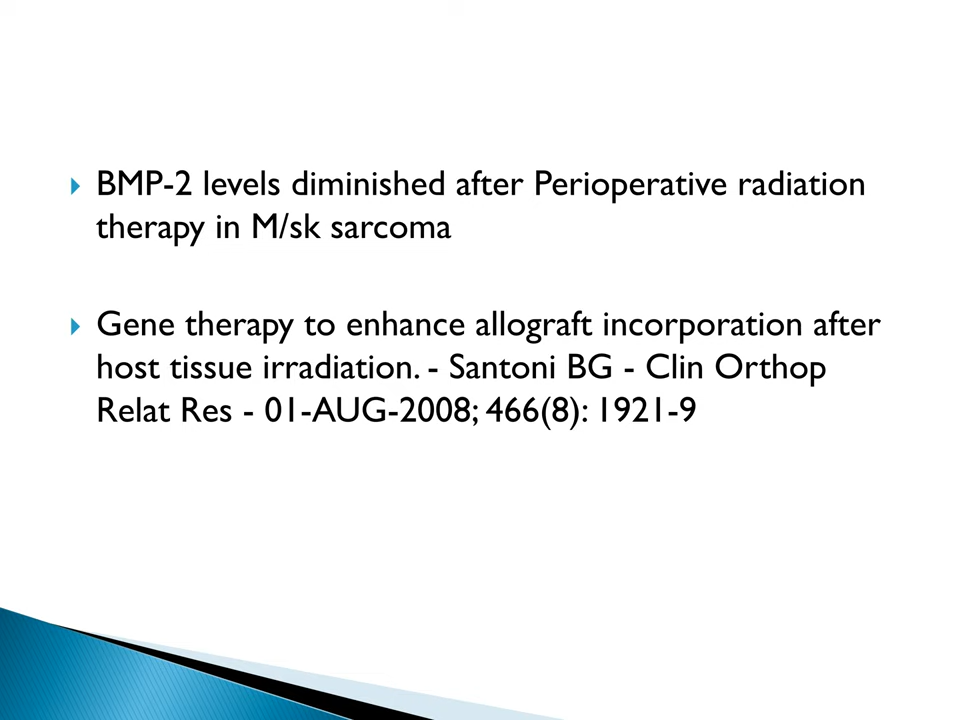 BMP-2 levels diminished after Perioperative radiation
therapy in M/sk sarcoma
Gene therapy to enhance allograft incorporation after
host tissue irradiation. - Santoni BG - Clin Orthop
Relat Res - 01-AUG-2008; 466(8): 1921-9